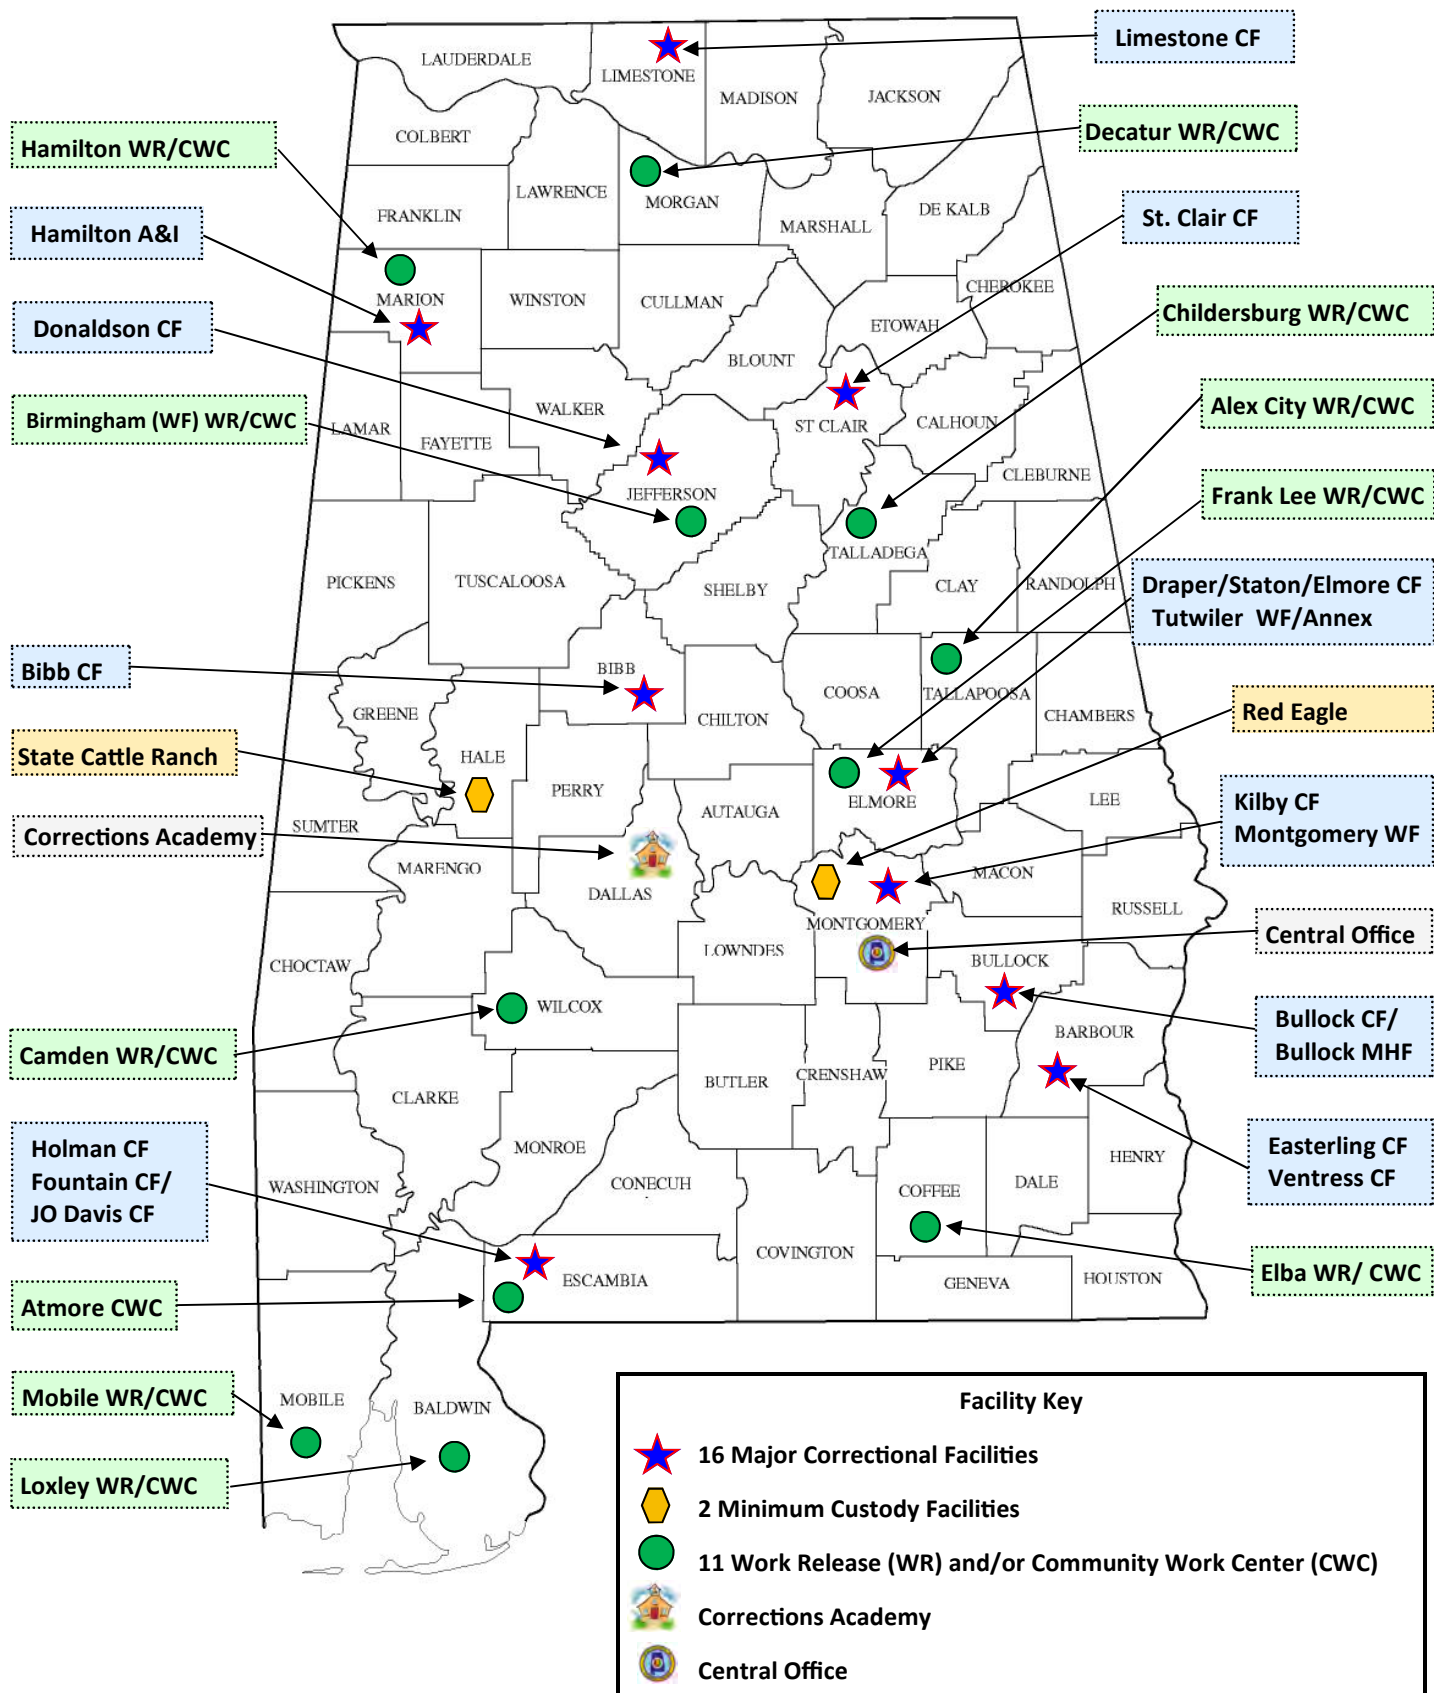 Limestone CF
Decatur WR/CWC
Hamilton WR/CWC
Hamilton A&I
St. Clair CF
Donaldson CF
Childersburg WR/CWC
Birmingham (WF) WR/CWC
Alex City WR/CWC
Frank Lee WR/CWC
Draper/Staton/Elmore CF
Tutwiler WF/Annex
Bibb CF
Red Eagle
State Cattle Ranch
Kilby CF
Montgomery WF
Corrections Academy
Central Office
Bullock CF/
Bullock MHF
Camden WR/CWC
Holman CF
Fountain CF/
JO Davis CF
Easterling CF
Ventress CF
Elba WR/ CWC
Atmore CWC
Mobile WR/CWC
Loxley WR/CWC
LAUDERDALE
LIMESTONE
MADISON
JACKSON
COLBERT
LAWRENCE
MORGAN
FRANKLIN
MARSHALL
DE KALB
MARION
WINSTON
CULLMAN
CHEROKEE
ETOWAH
BLOUNT
WALKER
LAMAR
FAYETTE
ST CLAIR
CALHOUN
CLEBURNE
JEFFERSON
TALLADEGA
PICKENS
TUSCALOOSA
SHELBY
CLAY
RANDOLPH
BIBB
COOSA
TALLAPOOSA
CHAMBERS
GREENE
HALE
CHILTON
PERRY
AUTAUGA
ELMORE
LEE
SUMTER
MARENGO
DALLAS
MACON
MONTGOMERY
RUSSELL
LOWNDES
BULLOCK
CHOCTAW
WILCOX
BARBOUR
PIKE
CRENSHAW
BUTLER
CLARKE
MONROE
CONECUH
HENRY
DALE
COFFEE
WASHINGTON
COVINGTON
ESCAMBIA
GENEVA
HOUSTON
MOBILE
BALDWIN
Facility Key
16 Major Correctional Facilities
2 Minimum Custody Facilities
11 Work Release (WR) and/or Community Work Center (CWC)
Corrections Academy
Central Office